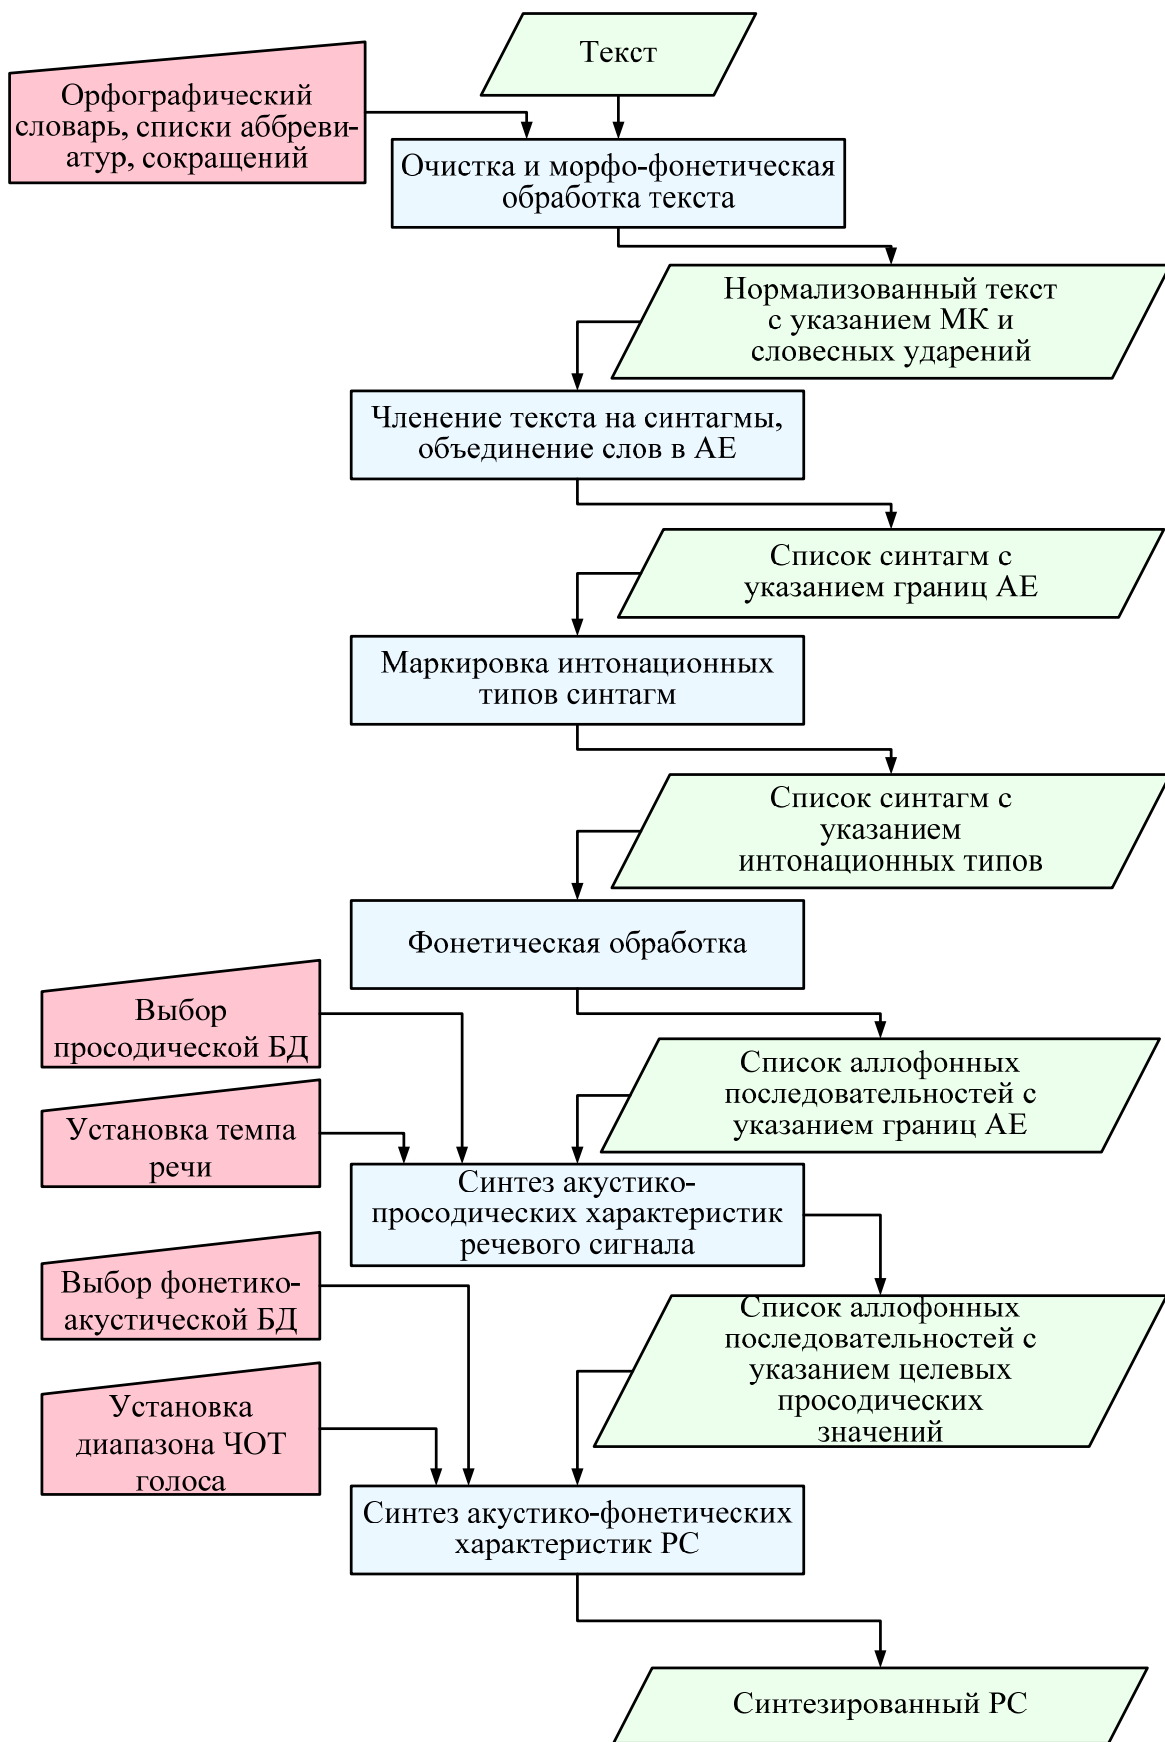 Текст
Орфографический
словарь, списки аббреви-
атур, сокращений
Очистка и морфо-фонетическая
обработка текста
Нормализованный текст
с указанием МК и
словесных ударений
Членение текста на синтагмы,
объединение слов в АЕ
Список синтагм с
указанием границ АЕ
Маркировка интонационных
типов синтагм
Список синтагм с
указанием
интонационных типов
Фонетическая обработка
Выбор
просодической БД
Список аллофонных
последовательностей с
указанием границ АЕ
Установка темпа
речи
Синтез акустико-
просодических характеристик
речевого сигнала
Выбор фонетико-
акустической БД
Список аллофонных
последовательностей с
указанием целевых
просодических
значений
Установка
диапазона ЧОТ
голоса
Синтез акустико-фонетических
характеристик РС
Синтезированный РС